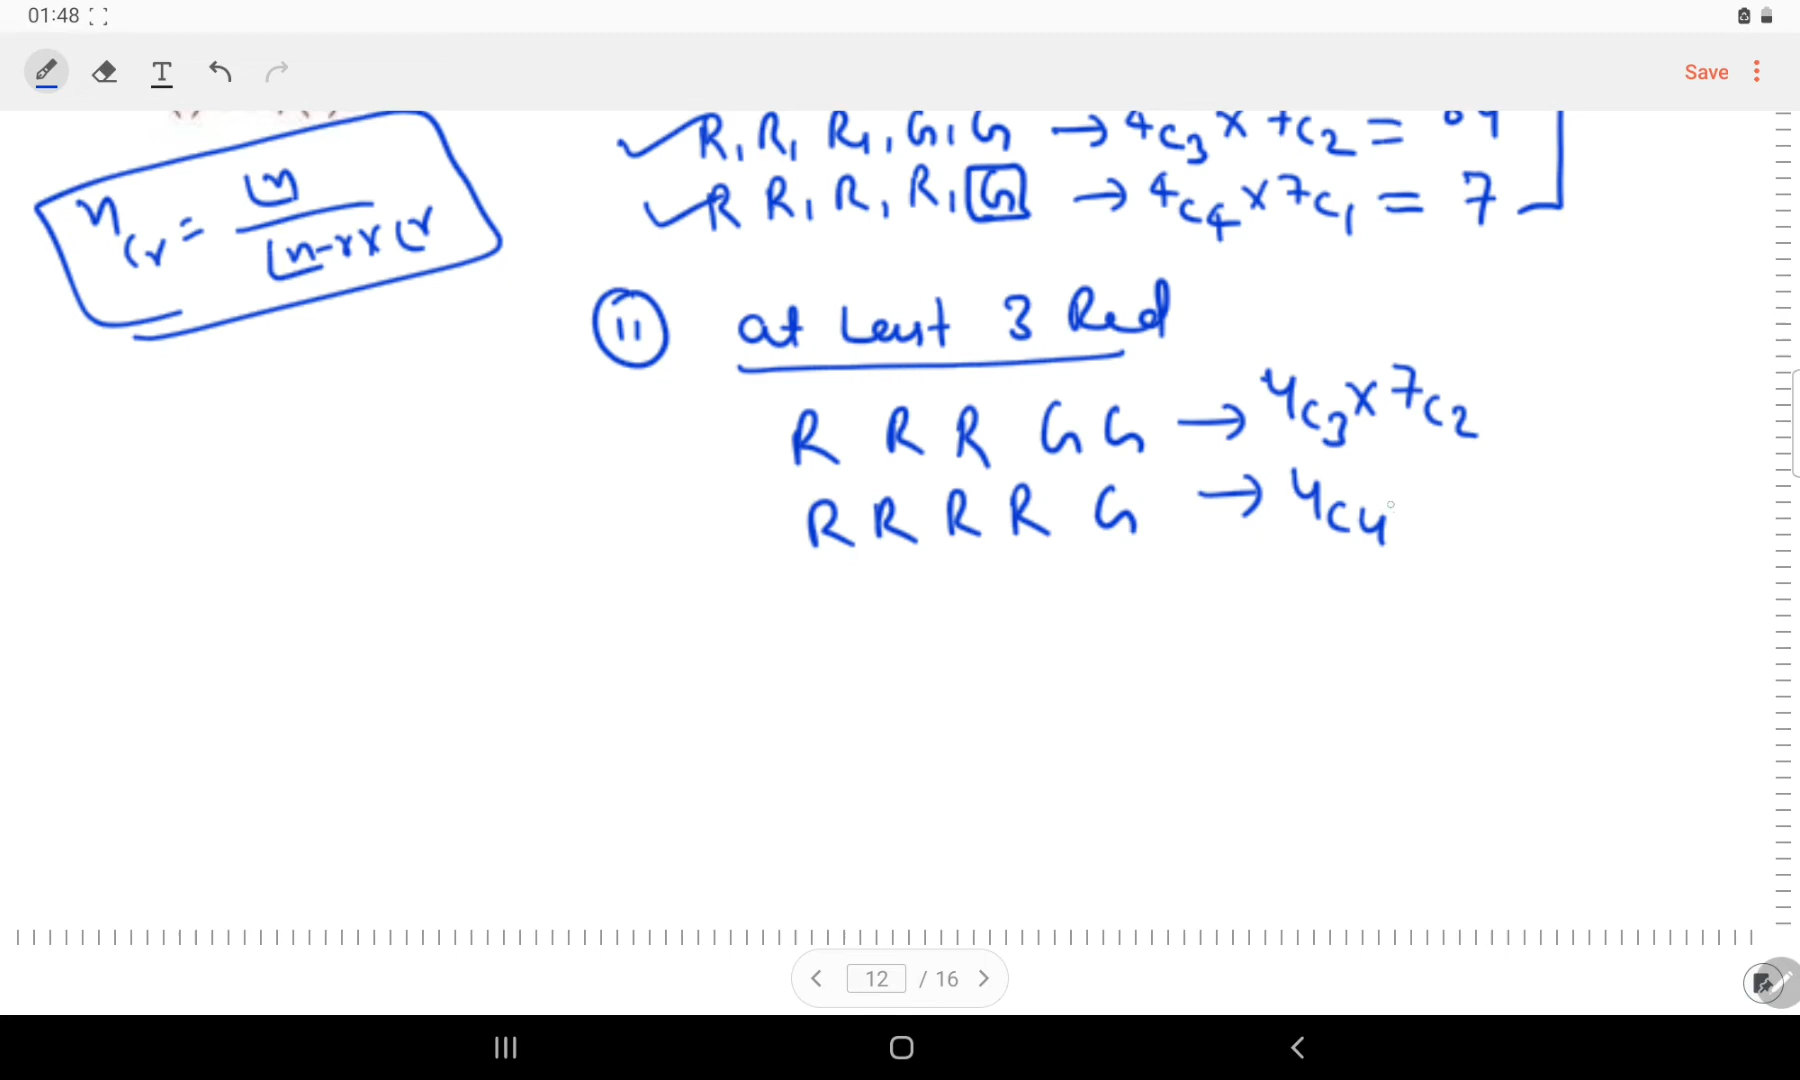 01:48
Save
R, R, R, G, G → 4c3 x 7c2 = 84
R R, R, R, G → 4c4 x 7c1 = 7
ncr = ⌊n / ⌊n-r x ⌊r
ii at least 3 Red
R R R G G → 4c3 x 7c2
R R R R G → 4c4
12 / 16